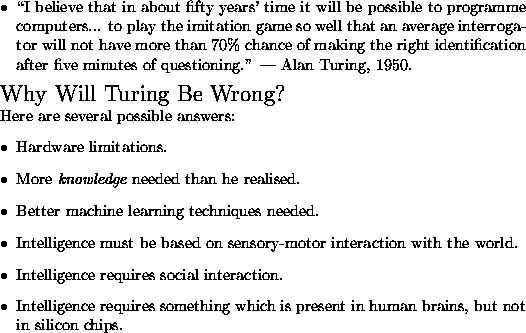 • “I believe that in about fifty years’ time it will be possible to programme
computers... to play the imitation game so well that an average interroga-
tor will not have more than 70% chance of making the right identification
after five minutes of questioning.” — Alan Turing, 1950.
Why Will Turing Be Wrong?
Here are several possible answers:
• Hardware limitations.
• More knowledge needed than he realised.
• Better machine learning techniques needed.
• Intelligence must be based on sensory-motor interaction with the world.
• Intelligence requires social interaction.
• Intelligence requires something which is present in human brains, but not
in silicon chips.